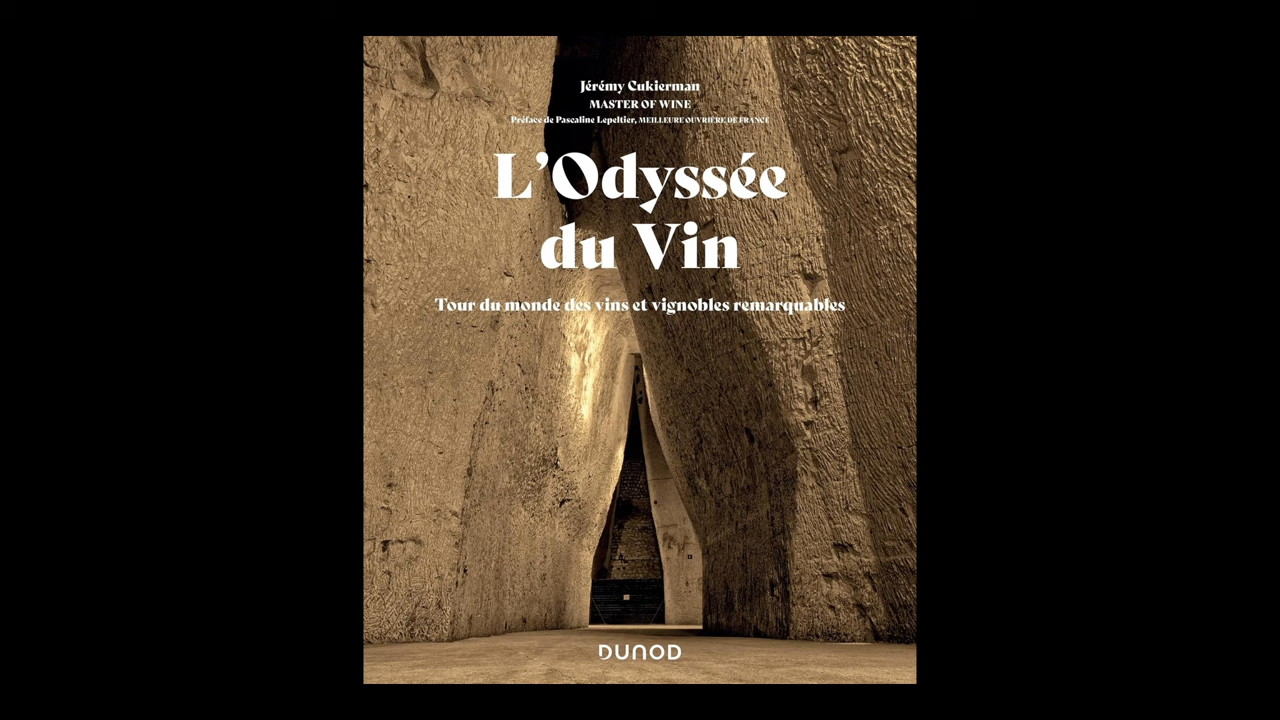 Jérémy Cukierman
MASTER OF WINE
Préface de Pascaline Lepeltier, MEILLEURE OUVRIÈRE DE FRANCE
L'Odyssée
du Vin
Tour du monde des vins et vignobles remarquables
DUNOD